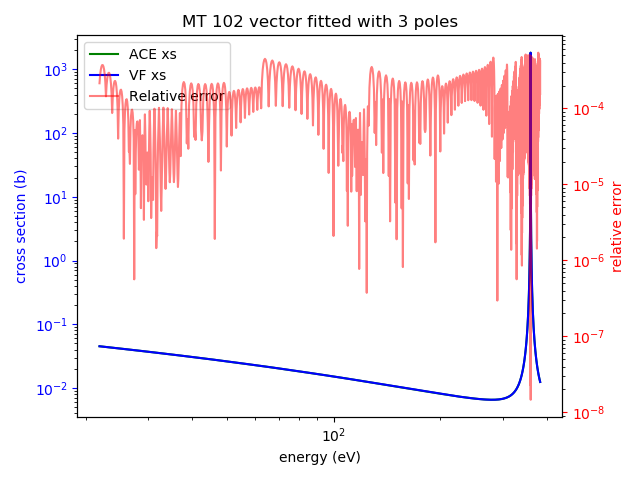 MT 102 vector fitted with 3 poles
ACE xs
VF xs
Relative error
cross section (b)
10³
10²
10¹
10⁰
10⁻¹
10⁻²
relative error
10⁻⁴
10⁻⁵
10⁻⁶
10⁻⁷
10⁻⁸
10²
energy (eV)